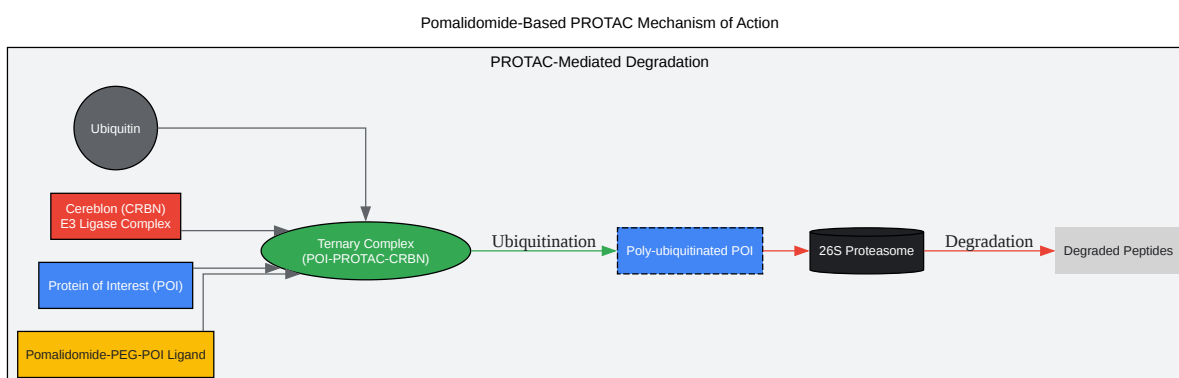 Pomalidomide-Based PROTAC Mechanism of Action
PROTAC-Mediated Degradation
Ubiquitin
Cereblon (CRBN)
E3 Ligase Complex
Protein of Interest (POI)
Pomalidomide-PEG-POI Ligand
Ternary Complex
(POI-PROTAC-CRBN)
Ubiquitination
Poly-ubiquitinated POI
26S Proteasome
Degradation
Degraded Peptides